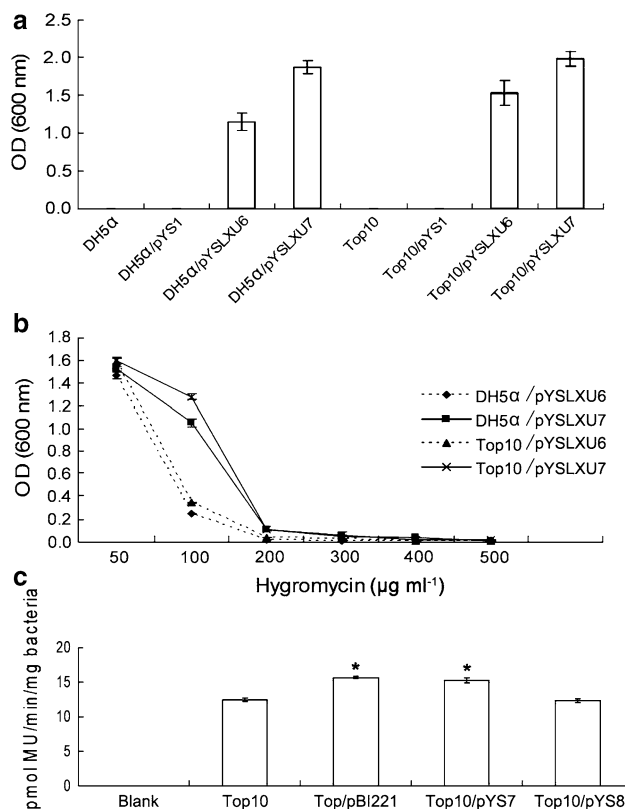 a
OD (600 nm)
2.5
2.0
1.5
1.0
0.5
0.0
DH5α
DH5α/pYS1
DH5α/pYSLXU6
DH5α/pYSLXU7
Top10
Top10/pYS1
Top10/pYSLXU6
Top10/pYSLXU7
b
OD (600 nm)
1.8
1.6
1.4
1.2
1.0
0.8
0.6
0.4
0.2
0.0
50 100 200 300 400 500
Hygromycin (µg ml-1)
DH5α/pYSLXU6
DH5α/pYSLXU7
Top10/pYSLXU6
Top10/pYSLXU7
c
pmol MU/min/mg bacteria
20
15
10
5
0
* *
Blank Top10 Top/pBI221 Top10/pYS7 Top10/pYS8